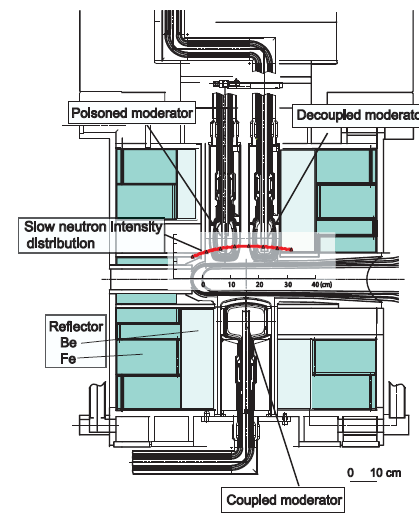 Poisoned moderator
Decoupled moderato
Slow neutron intensity
distribution
0 10 20 30 40 (cm)
Reflector
Be
Fe
0 10 cm
Coupled moderator